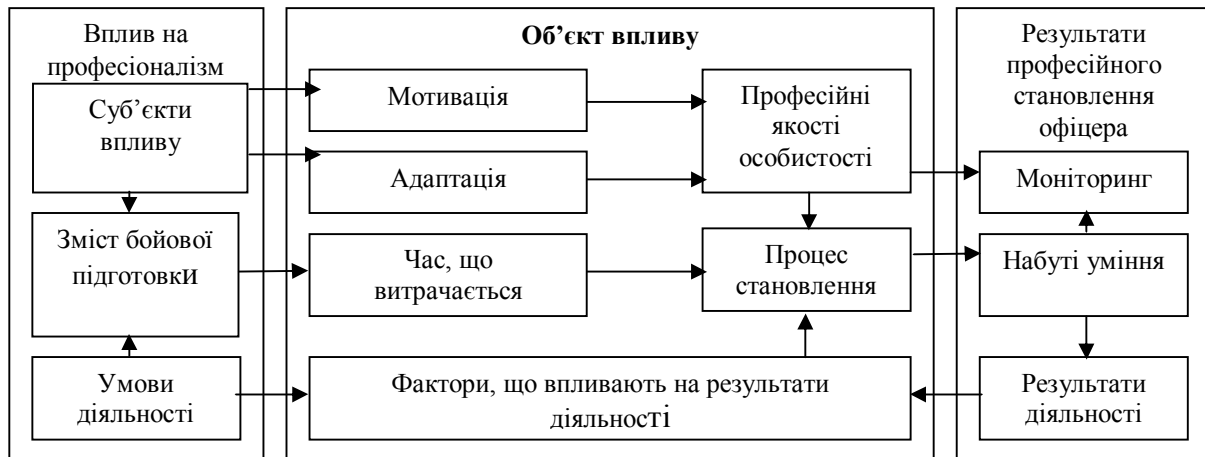 Вплив на
професіоналізм
Суб’єкти
впливу
Зміст бойової
підготовки
Умови
діяльності
Об’єкт впливу
Мотивація
Адаптація
Час, що
витрачається
Професійні
якості
особистості
Процес
становлення
Фактори, що впливають на результати
діяльності
Результати
професійного
становлення
офіцера
Моніторинг
Набуті уміння
Результати
діяльності